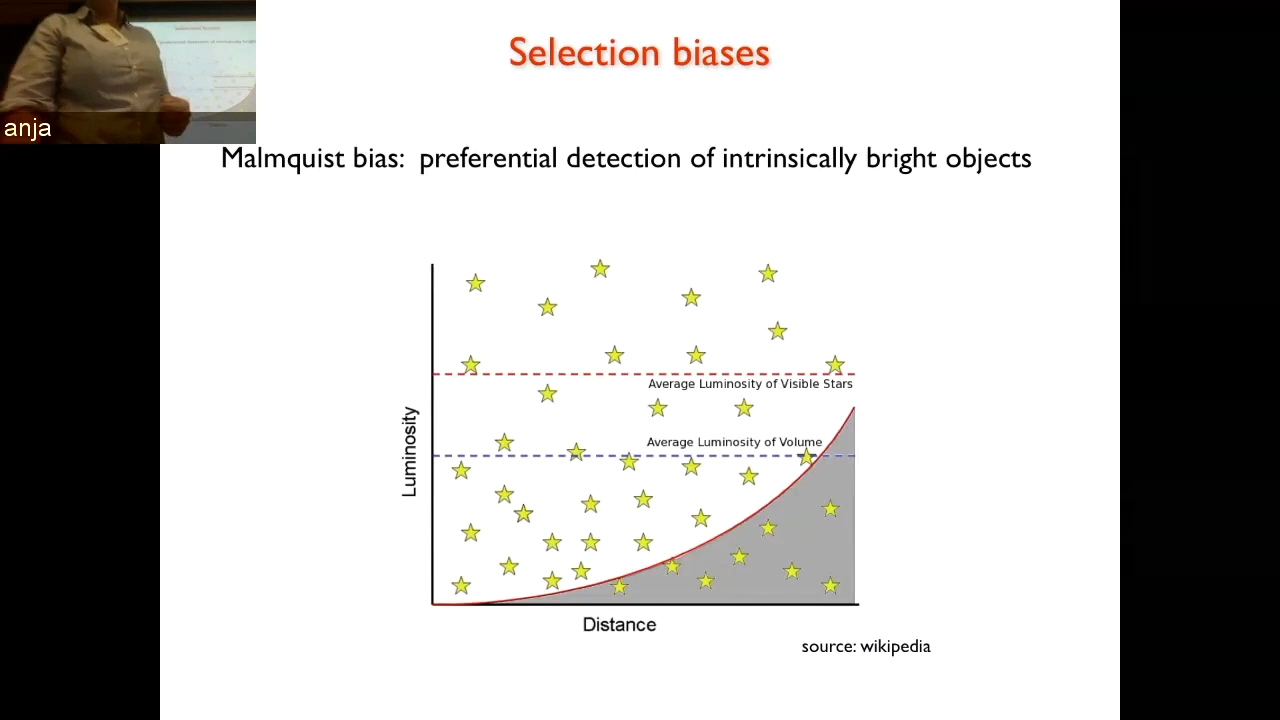 Selection biases
anja
Malmquist bias: preferential detection of intrinsically bright objects
Average Luminosity of Visible Stars
Average Luminosity of Volume
Luminosity
Distance
source: wikipedia